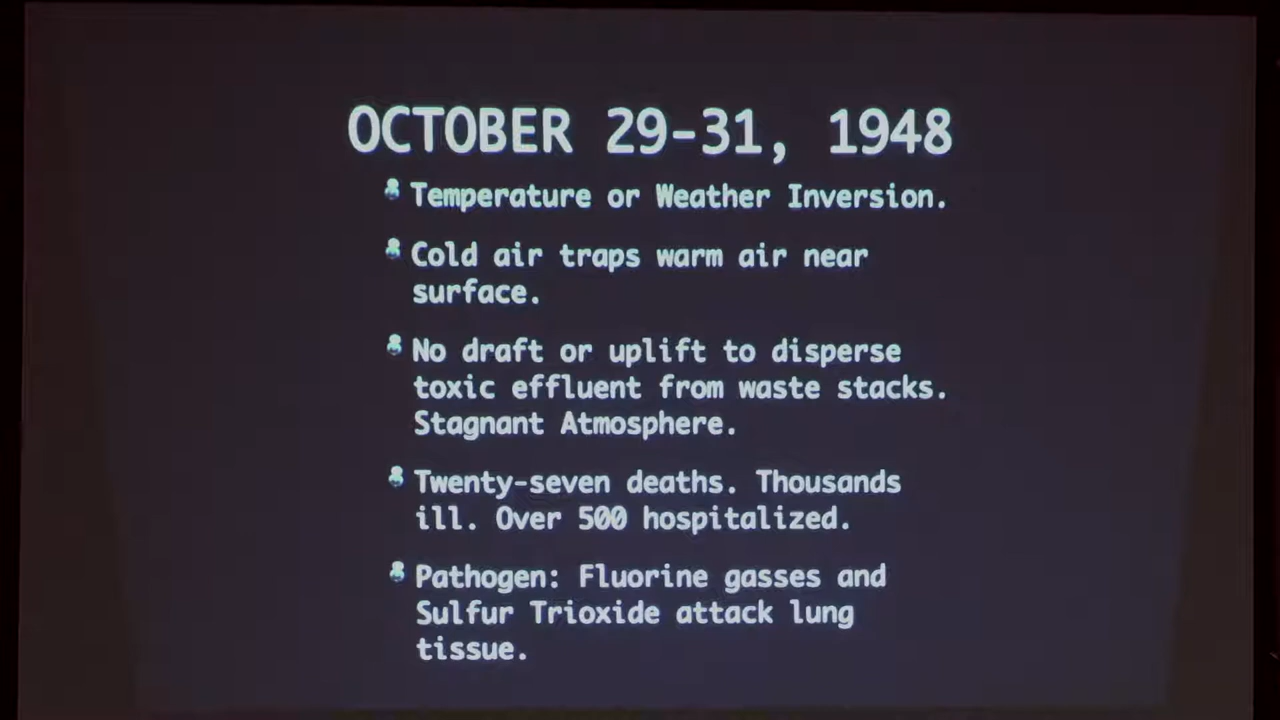 OCTOBER 29-31, 1948
Temperature or Weather Inversion.
Cold air traps warm air near
surface.
No draft or uplift to disperse
toxic effluent from waste stacks.
Stagnant Atmosphere.
Twenty-seven deaths. Thousands
ill. Over 500 hospitalized.
Pathogen: Fluorine gasses and
Sulfur Trioxide attack lung
tissue.